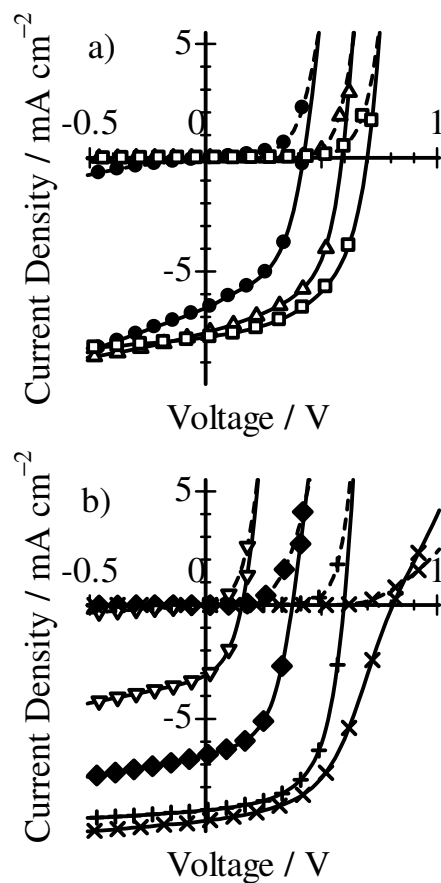 a)
5
-0.5 0 1
-5
Current Density / mA cm⁻²
Voltage / V
b)
5
-0.5 0 1
-5
Current Density / mA cm⁻²
Voltage / V